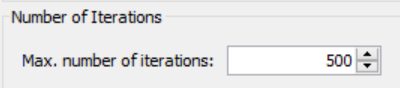 Number of Iterations
Max. number of iterations: 500